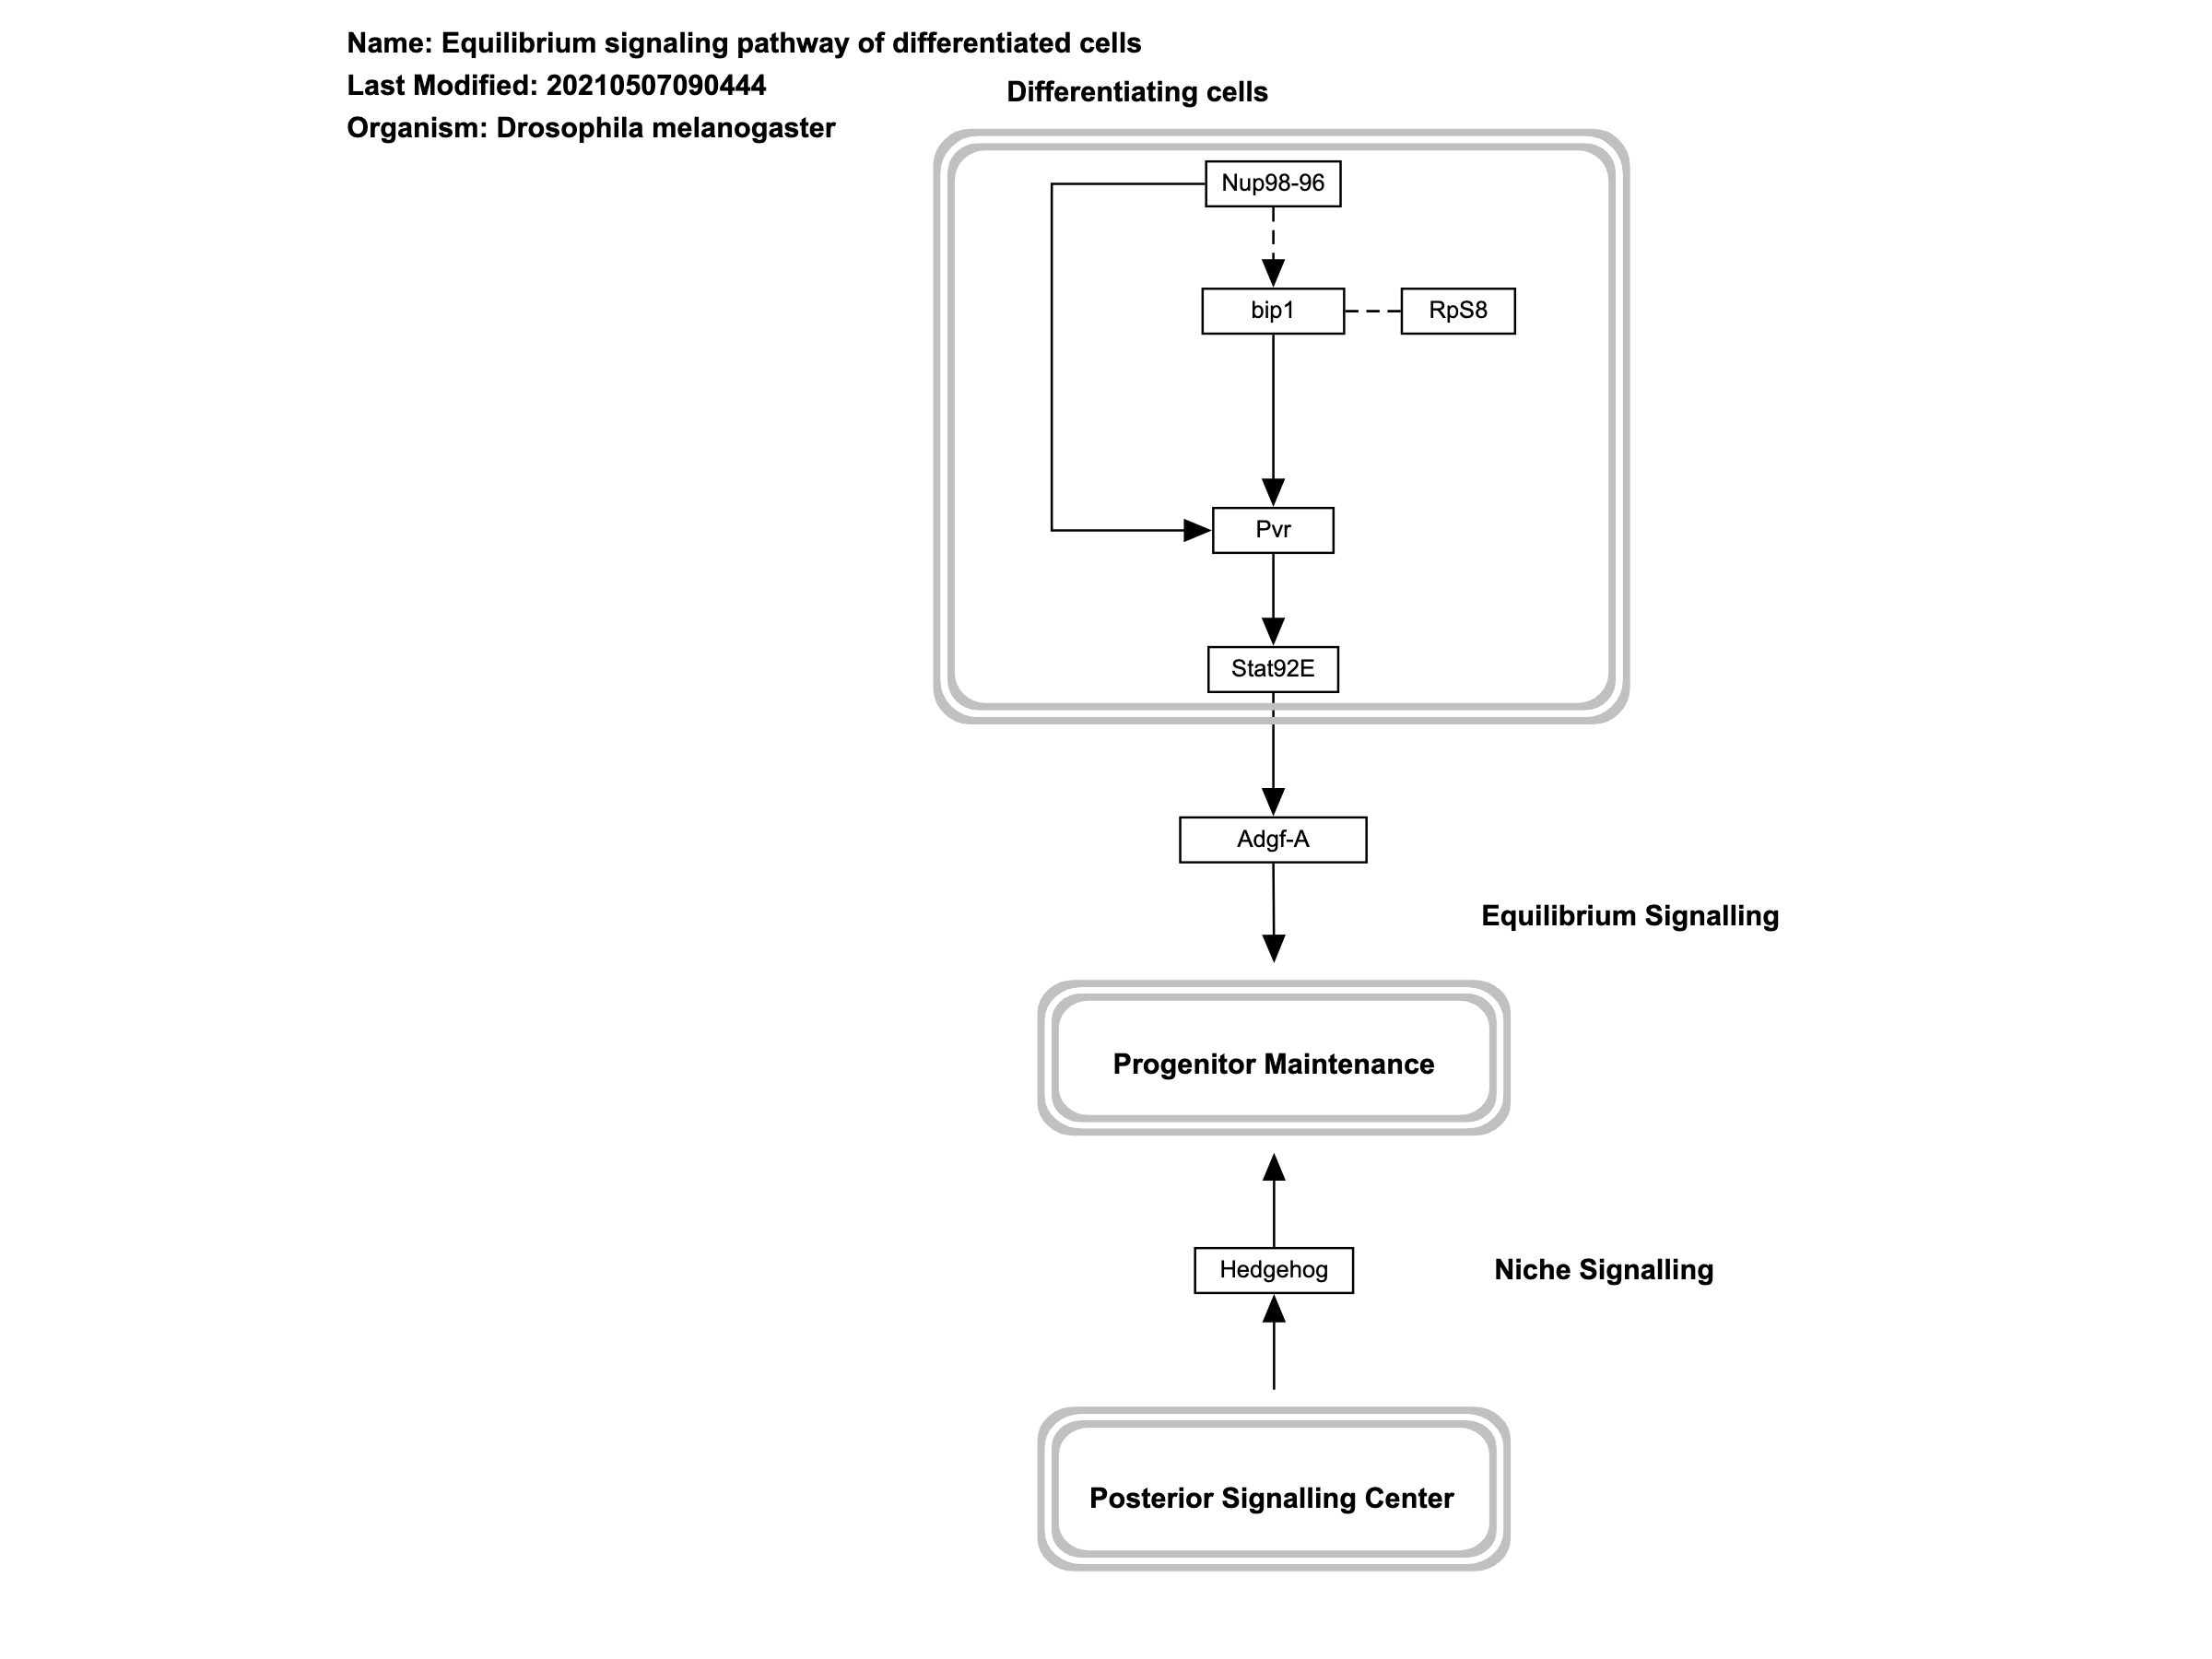 Name: Equilibrium signaling pathway of differentiated cells
Last Modified: 20210507090444
Organism: Drosophila melanogaster
Differentiating cells
Nup98-96
bip1
RpS8
Pvr
Stat92E
Adgf-A
Equilibrium Signalling
Progenitor Maintenance
Hedgehog
Niche Signalling
Posterior Signalling Center